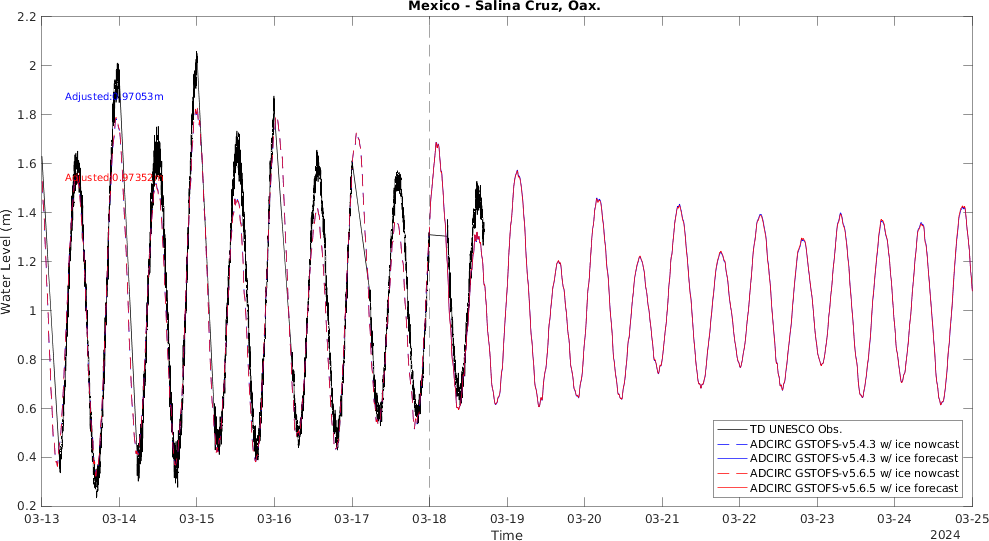 Mexico - Salina Cruz, Oax.
Water Level (m)
2.2
2
1.8
1.6
1.4
1.2
1
0.8
0.6
0.4
0.2
Adjusted:0.97053m
Adjusted:0.97352m
TD UNESCO Obs.
ADCIRC GSTOFS-v5.4.3 w/ ice nowcast
ADCIRC GSTOFS-v5.4.3 w/ ice forecast
ADCIRC GSTOFS-v5.6.5 w/ ice nowcast
ADCIRC GSTOFS-v5.6.5 w/ ice forecast
03-13 03-14 03-15 03-16 03-17 03-18 03-19 03-20 03-21 03-22 03-23 03-24 03-25
Time
2024